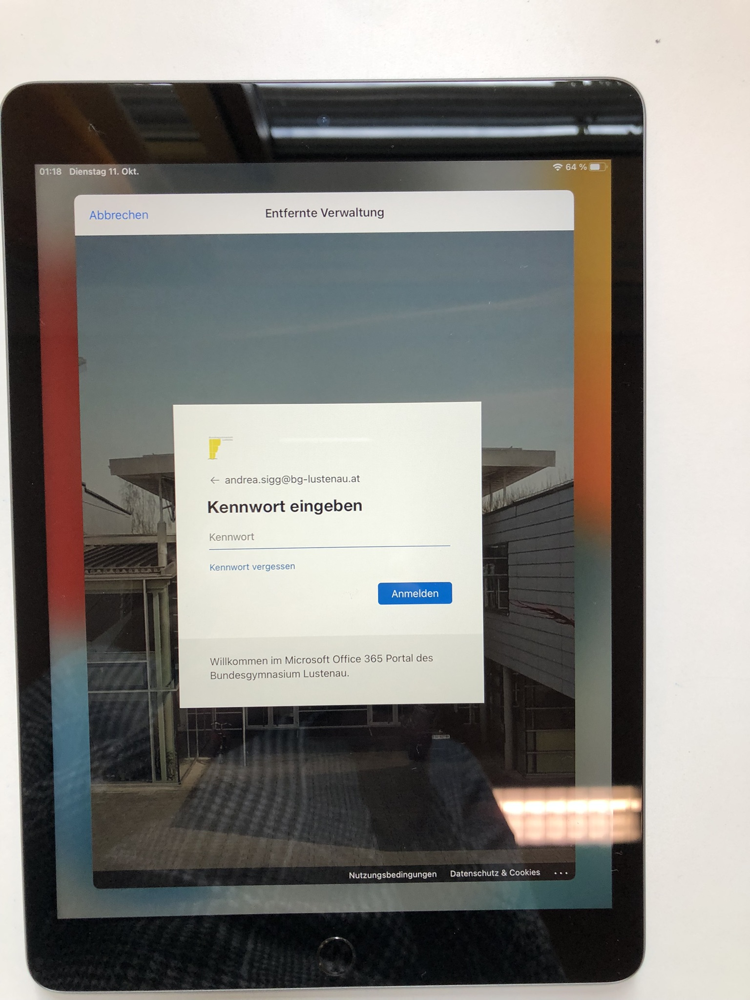 01:18 Dienstag 11. Okt.
64 %
Abbrechen
Entfernte Verwaltung
← andrea.sigg@bg-lustenau.at
Kennwort eingeben
Kennwort
Kennwort vergessen
Anmelden
Willkommen im Microsoft Office 365 Portal des
Bundesgymnasium Lustenau.
Nutzungsbedingungen Datenschutz & Cookies ...